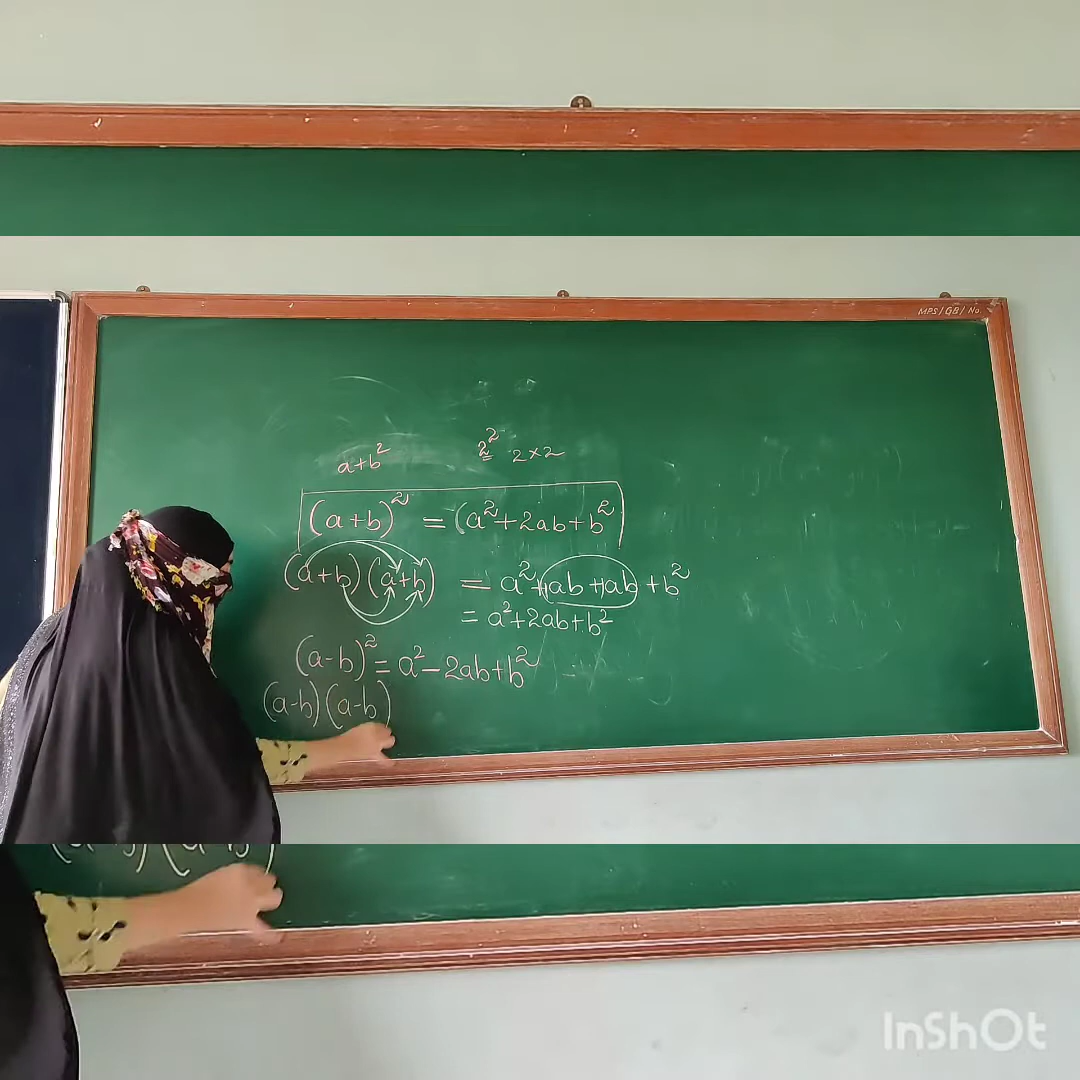 MPS/GB/No.
a+b² 2² 2×2
(a+b)² = (a²+2ab+b²)
(a+b)(a+b) = a²+ab+ab+b²
= a²+2ab+b²
(a-b)² = a²-2ab+b²
(a-b)(a-b)
InShOt